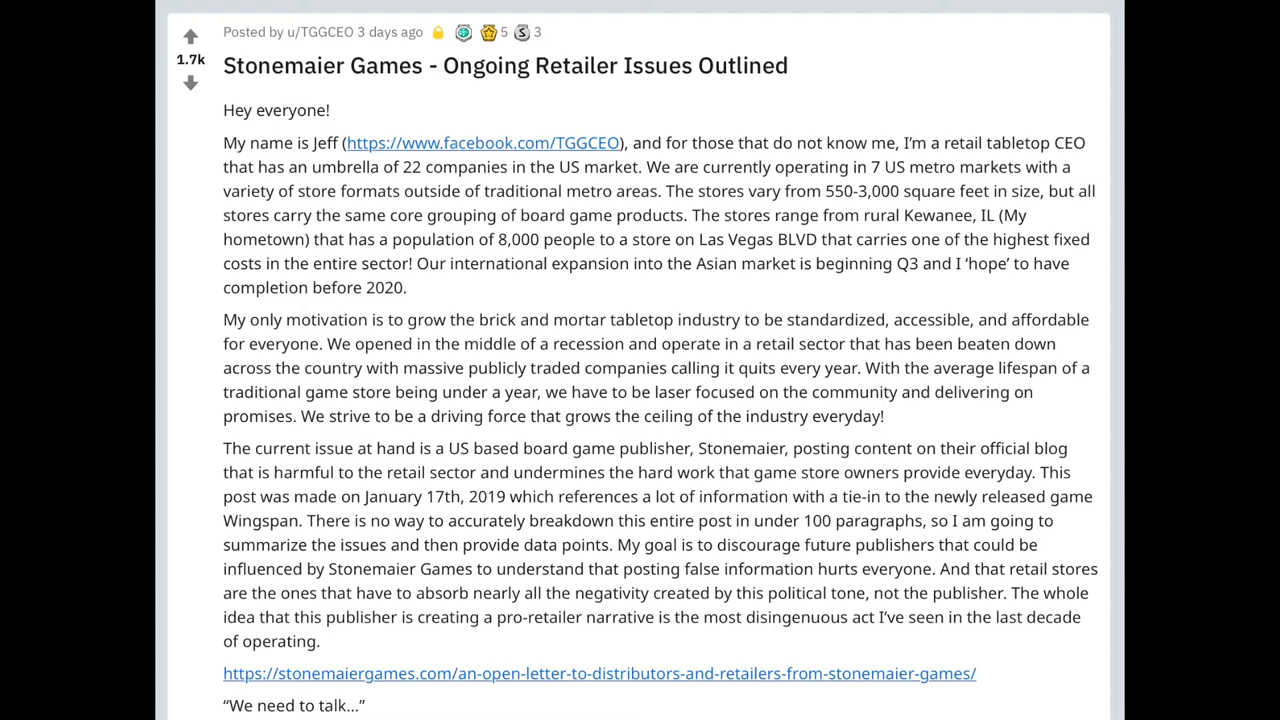 Posted by u/TGGCEO 3 days ago 5 3
1.7k
Stonemaier Games - Ongoing Retailer Issues Outlined
Hey everyone!
My name is Jeff (https://www.facebook.com/TGGCEO), and for those that do not know me, I’m a retail tabletop CEO
that has an umbrella of 22 companies in the US market. We are currently operating in 7 US metro markets with a
variety of store formats outside of traditional metro areas. The stores vary from 550-3,000 square feet in size, but all
stores carry the same core grouping of board game products. The stores range from rural Kewanee, IL (My
hometown) that has a population of 8,000 people to a store on Las Vegas BLVD that carries one of the highest fixed
costs in the entire sector! Our international expansion into the Asian market is beginning Q3 and I ‘hope’ to have
completion before 2020.
My only motivation is to grow the brick and mortar tabletop industry to be standardized, accessible, and affordable
for everyone. We opened in the middle of a recession and operate in a retail sector that has been beaten down
across the country with massive publicly traded companies calling it quits every year. With the average lifespan of a
traditional game store being under a year, we have to be laser focused on the community and delivering on
promises. We strive to be a driving force that grows the ceiling of the industry everyday!
The current issue at hand is a US based board game publisher, Stonemaier, posting content on their official blog
that is harmful to the retail sector and undermines the hard work that game store owners provide everyday. This
post was made on January 17th, 2019 which references a lot of information with a tie-in to the newly released game
Wingspan. There is no way to accurately breakdown this entire post in under 100 paragraphs, so I am going to
summarize the issues and then provide data points. My goal is to discourage future publishers that could be
influenced by Stonemaier Games to understand that posting false information hurts everyone. And that retail stores
are the ones that have to absorb nearly all the negativity created by this political tone, not the publisher. The whole
idea that this publisher is creating a pro-retailer narrative is the most disingenuous act I’ve seen in the last decade
of operating.
https://stonemaiergames.com/an-open-letter-to-distributors-and-retailers-from-stonemaier-games/
“We need to talk…”